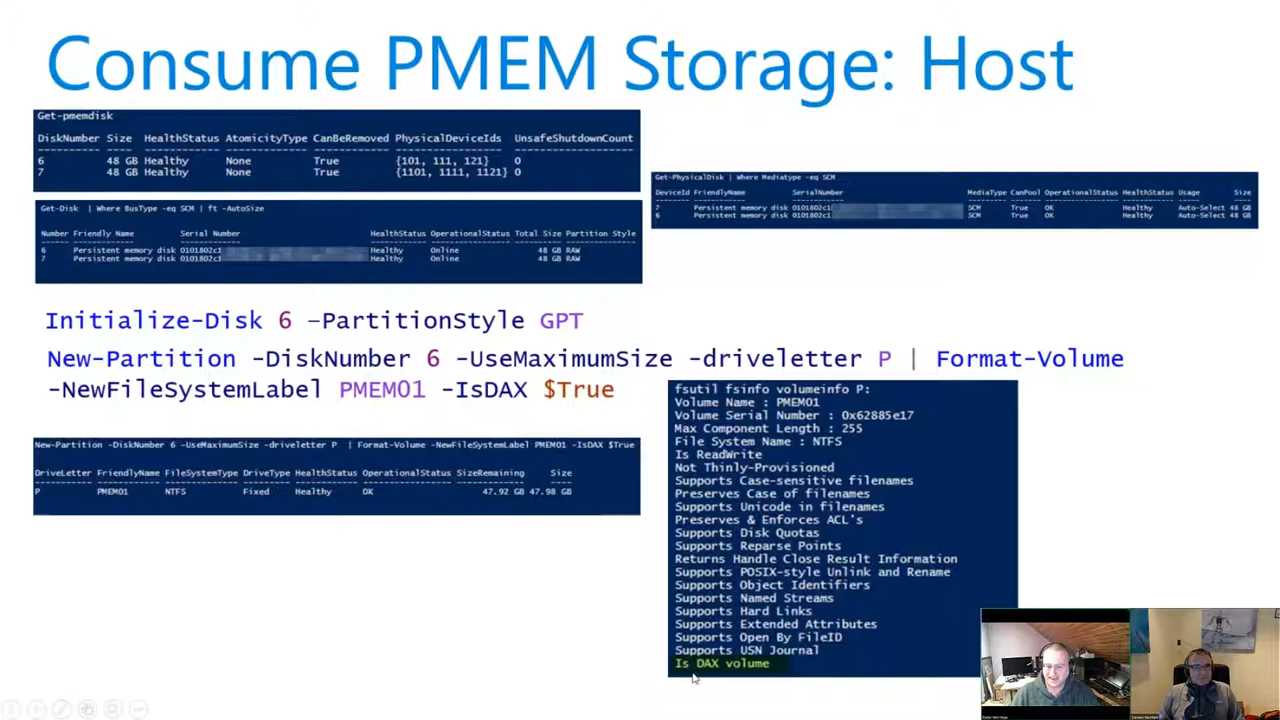 Consume PMEM Storage: Host
Get-pmemdisk
DiskNumber Size HealthStatus AtomicityType CanBeRemoved PhysicalDeviceIds UnsafeShutdownCount
6 48 GB Healthy None True {101, 111, 121} 0
7 48 GB Healthy None True {1101, 1111, 1121} 0
Get-PhysicalDisk | Where Mediatype -eq SCM
DeviceId FriendlyName SerialNumber MediaType CanPool OperationalStatus HealthStatus Usage Size
7 Persistent memory disk 0101802c1 SCM True OK Healthy Auto-Select 48 GB
6 Persistent memory disk 0101802c1 SCM True OK Healthy Auto-Select 48 GB
Get-Disk | Where BusType -eq SCM | ft -AutoSize
Number Friendly Name Serial Number HealthStatus OperationalStatus Total Size Partition Style
6 Persistent memory disk 0101802c1 Healthy Online 48 GB RAW
7 Persistent memory disk 0101802c1 Healthy Online 48 GB RAW
Initialize-Disk 6 –PartitionStyle GPT
New-Partition -DiskNumber 6 -UseMaximumSize -driveletter P | Format-Volume
-NewFileSystemLabel PMEM01 -IsDAX $True
New-Partition -DiskNumber 6 -UseMaximumSize -driveletter P | Format-Volume -NewFileSystemLabel PMEM01 -IsDAX $True
DriveLetter FriendlyName FileSystemType DriveType HealthStatus OperationalStatus SizeRemaining Size
P PMEM01 NTFS Fixed Healthy OK 47.92 GB 47.98 GB
fsutil fsinfo volumeinfo P:
Volume Name : PMEM01
Volume Serial Number : 0x62885e17
Max Component Length : 255
File System Name : NTFS
Is ReadWrite
Not Thinly-Provisioned
Supports Case-sensitive filenames
Preserves Case of filenames
Supports Unicode in filenames
Preserves & Enforces ACL's
Supports Disk Quotas
Supports Reparse Points
Returns Handle Close Result Information
Supports POSIX-style Unlink and Rename
Supports Object Identifiers
Supports Named Streams
Supports Hard Links
Supports Extended Attributes
Supports Open By FileID
Supports USN Journal
Is DAX volume